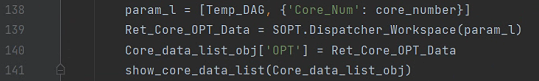 138 param_l = [Temp_DAG, {'Core_Num': core_number}]
139 Ret_Core_OPT_Data = SOPT.Dispatcher_Workspace(param_l)
140 Core_data_list_obj['OPT'] = Ret_Core_OPT_Data
141 show_core_data_list(Core_data_list_obj)